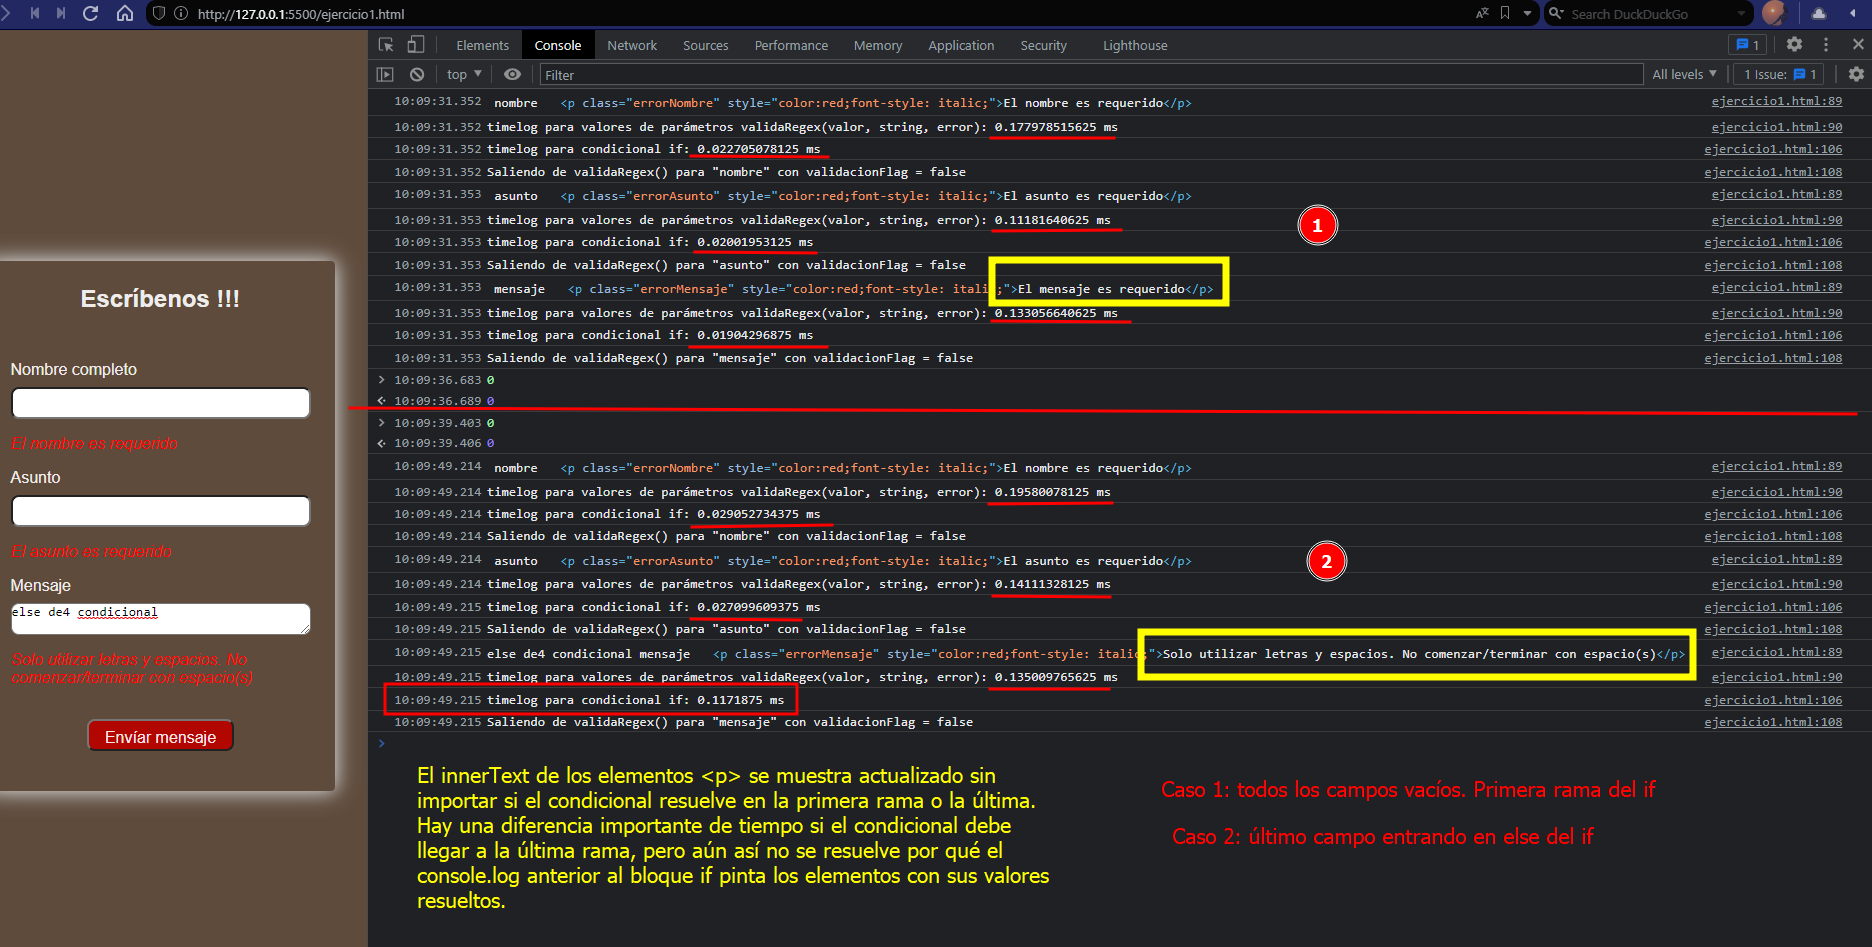 http://127.0.0.1:5500/ejercicio1.html
Search DuckDuckGo
Elements Console Network Sources Performance Memory Application Security Lighthouse 1
top Filter All levels 1 Issue: 1
10:09:31.352 nombre <p class="errorNombre" style="color:red;font-style: italic;">El nombre es requerido</p> ejercicio1.html:89
10:09:31.352 timelog para valores de parámetros validaRegex(valor, string, error): 0.177978515625 ms ejercicio1.html:90
10:09:31.352 timelog para condicional if: 0.022705078125 ms ejercicio1.html:106
10:09:31.352 Saliendo de validaRegex() para "nombre" con validacionFlag = false ejercicio1.html:108
10:09:31.353 asunto <p class="errorAsunto" style="color:red;font-style: italic;">El asunto es requerido</p> ejercicio1.html:89
10:09:31.353 timelog para valores de parámetros validaRegex(valor, string, error): 0.11181640625 ms ejercicio1.html:90
10:09:31.353 timelog para condicional if: 0.02001953125 ms ejercicio1.html:106
10:09:31.353 Saliendo de validaRegex() para "asunto" con validacionFlag = false ejercicio1.html:108
10:09:31.353 mensaje <p class="errorMensaje" style="color:red;font-style: italic;">El mensaje es requerido</p> ejercicio1.html:89
10:09:31.353 timelog para valores de parámetros validaRegex(valor, string, error): 0.133056640625 ms ejercicio1.html:90
10:09:31.353 timelog para condicional if: 0.01904296875 ms ejercicio1.html:106
10:09:31.353 Saliendo de validaRegex() para "mensaje" con validacionFlag = false ejercicio1.html:108
10:09:36.683 0
10:09:36.689 0
10:09:39.403 0
10:09:39.406 0
10:09:49.214 nombre <p class="errorNombre" style="color:red;font-style: italic;">El nombre es requerido</p> ejercicio1.html:89
10:09:49.214 timelog para valores de parámetros validaRegex(valor, string, error): 0.19580078125 ms ejercicio1.html:90
10:09:49.214 timelog para condicional if: 0.029052734375 ms ejercicio1.html:106
10:09:49.214 Saliendo de validaRegex() para "nombre" con validacionFlag = false ejercicio1.html:108
10:09:49.214 asunto <p class="errorAsunto" style="color:red;font-style: italic;">El asunto es requerido</p> ejercicio1.html:89
10:09:49.214 timelog para valores de parámetros validaRegex(valor, string, error): 0.14111328125 ms ejercicio1.html:90
10:09:49.215 timelog para condicional if: 0.027099609375 ms ejercicio1.html:106
10:09:49.215 Saliendo de validaRegex() para "asunto" con validacionFlag = false ejercicio1.html:108
10:09:49.215 else de4 condicional mensaje <p class="errorMensaje" style="color:red;font-style: italic;">Solo utilizar letras y espacios. No comenzar/terminar con espacio(s)</p> ejercicio1.html:89
10:09:49.215 timelog para valores de parámetros validaRegex(valor, string, error): 0.135009765625 ms ejercicio1.html:90
10:09:49.215 timelog para condicional if: 0.1171875 ms ejercicio1.html:106
10:09:49.215 Saliendo de validaRegex() para "mensaje" con validacionFlag = false ejercicio1.html:108
1
2
Escríbenos !!!
Nombre completo
El nombre es requerido
Asunto
El asunto es requerido
Mensaje
else de4 condicional
Solo utilizar letras y espacios. No
comenzar/terminar con espacio(s)
Envíar mensaje
El innerText de los elementos <p> se muestra actualizado sin
importar si el condicional resuelve en la primera rama o la última.
Hay una diferencia importante de tiempo si el condicional debe
llegar a la última rama, pero aún así no se resuelve por qué el
console.log anterior al bloque if pinta los elementos con sus valores
resueltos.
Caso 1: todos los campos vacíos. Primera rama del if
Caso 2: último campo entrando en else del if